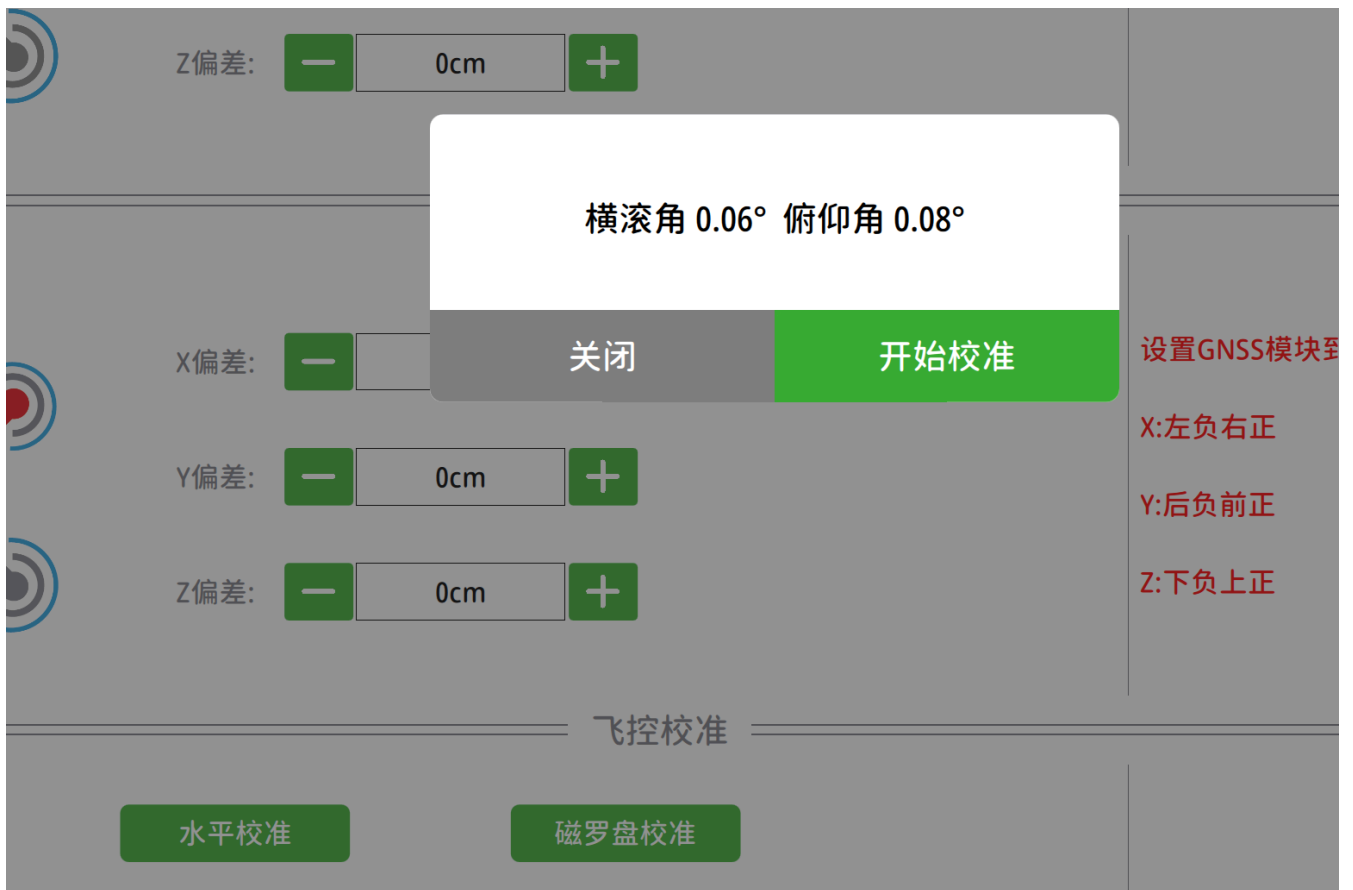 Z偏差: 0cm
横滚角 0.06° 俯仰角 0.08°
关闭 开始校准
X偏差:
设置GNSS模块
X:左负右正
Y偏差: 0cm
Y:后负前正
Z偏差: 0cm
Z:下负上正
飞控校准
水平校准 磁罗盘校准